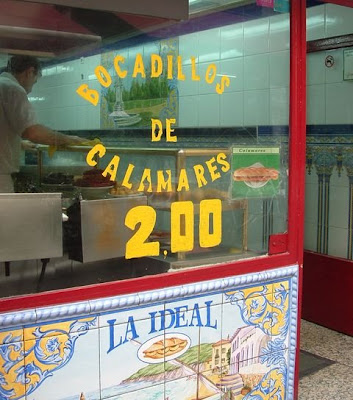 BOCADILLOS
DE
CALAMARES
2.00
Calamares
LA IDEAL